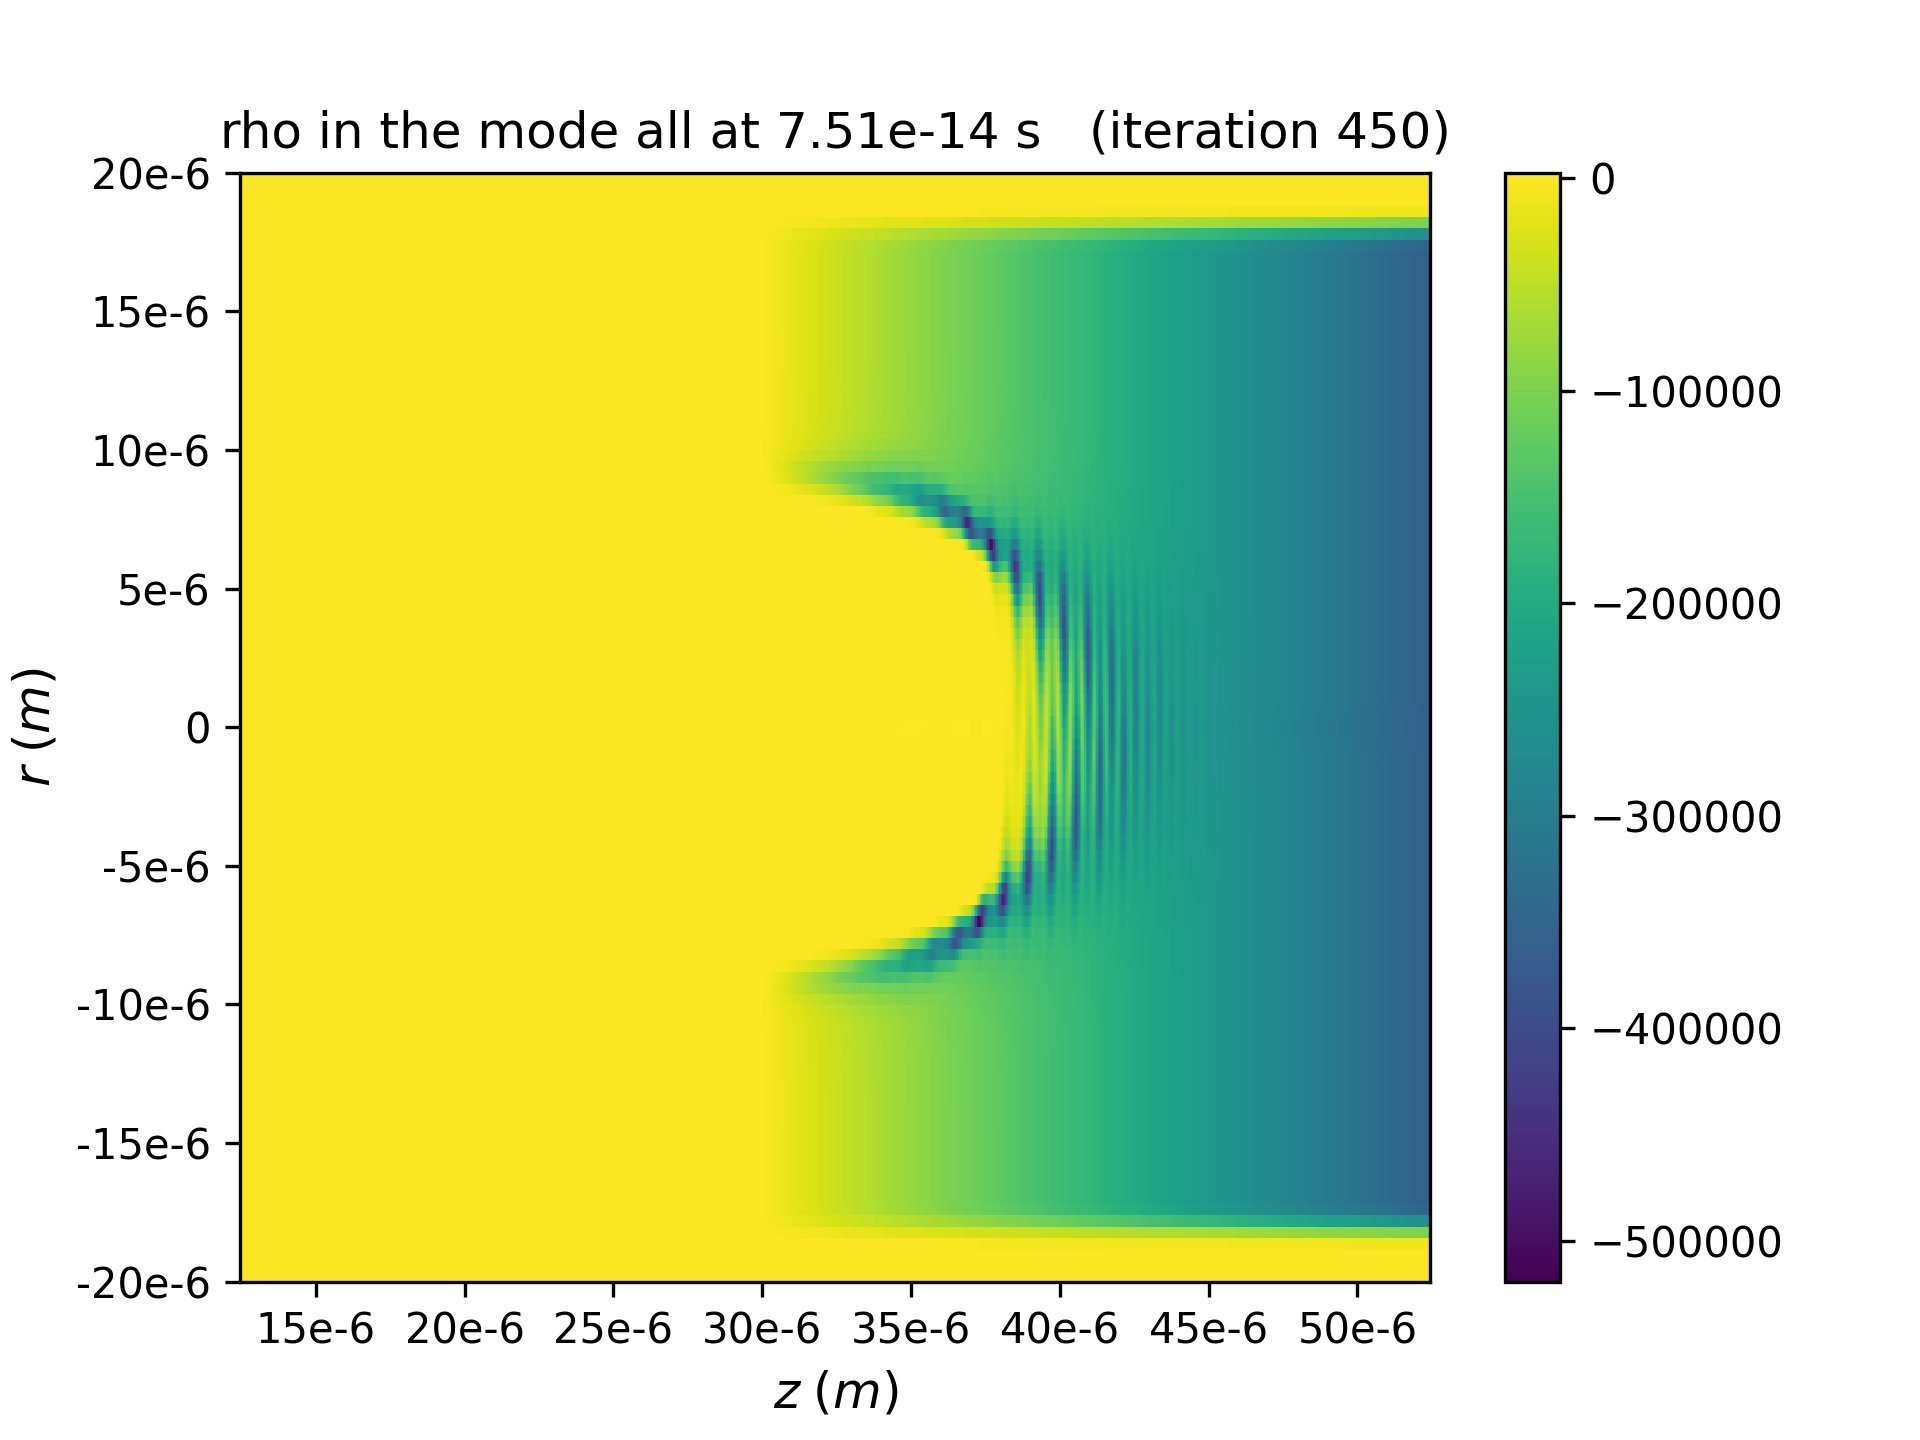 rho in the mode all at 7.51e-14 s (iteration 450)
20e-6
15e-6
10e-6
5e-6
0
-5e-6
-10e-6
-15e-6
-20e-6
r (m)
15e-6 20e-6 25e-6 30e-6 35e-6 40e-6 45e-6 50e-6
z (m)
0
−100000
−200000
−300000
−400000
−500000